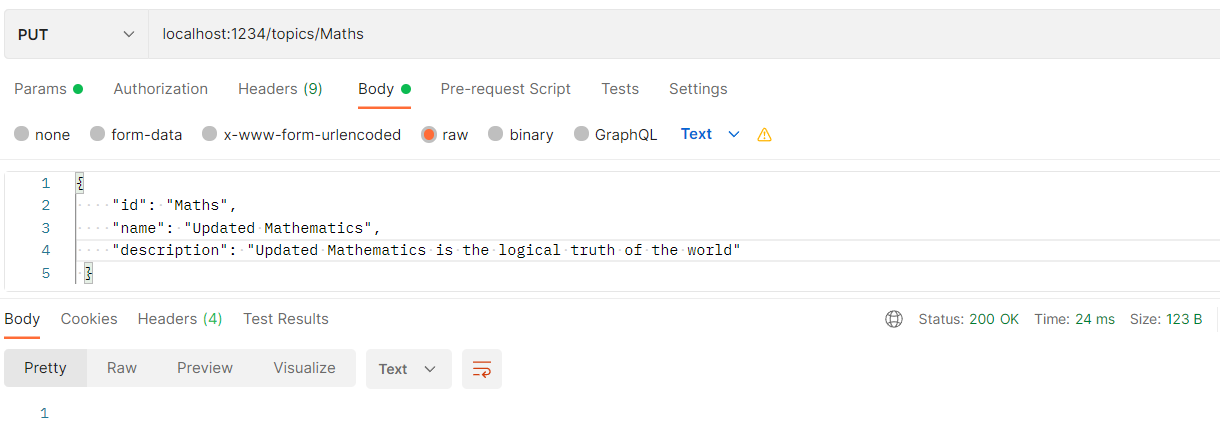 PUT localhost:1234/topics/Maths
Params Authorization Headers (9) Body Pre-request Script Tests Settings
none form-data x-www-form-urlencoded raw binary GraphQL Text
1 {
2 "id": "Maths",
3 "name": "Updated Mathematics",
4 "description": "Updated Mathematics is the logical truth of the world"
5 }
Body Cookies Headers (4) Test Results Status: 200 OK Time: 24 ms Size: 123 B
Pretty Raw Preview Visualize Text
1